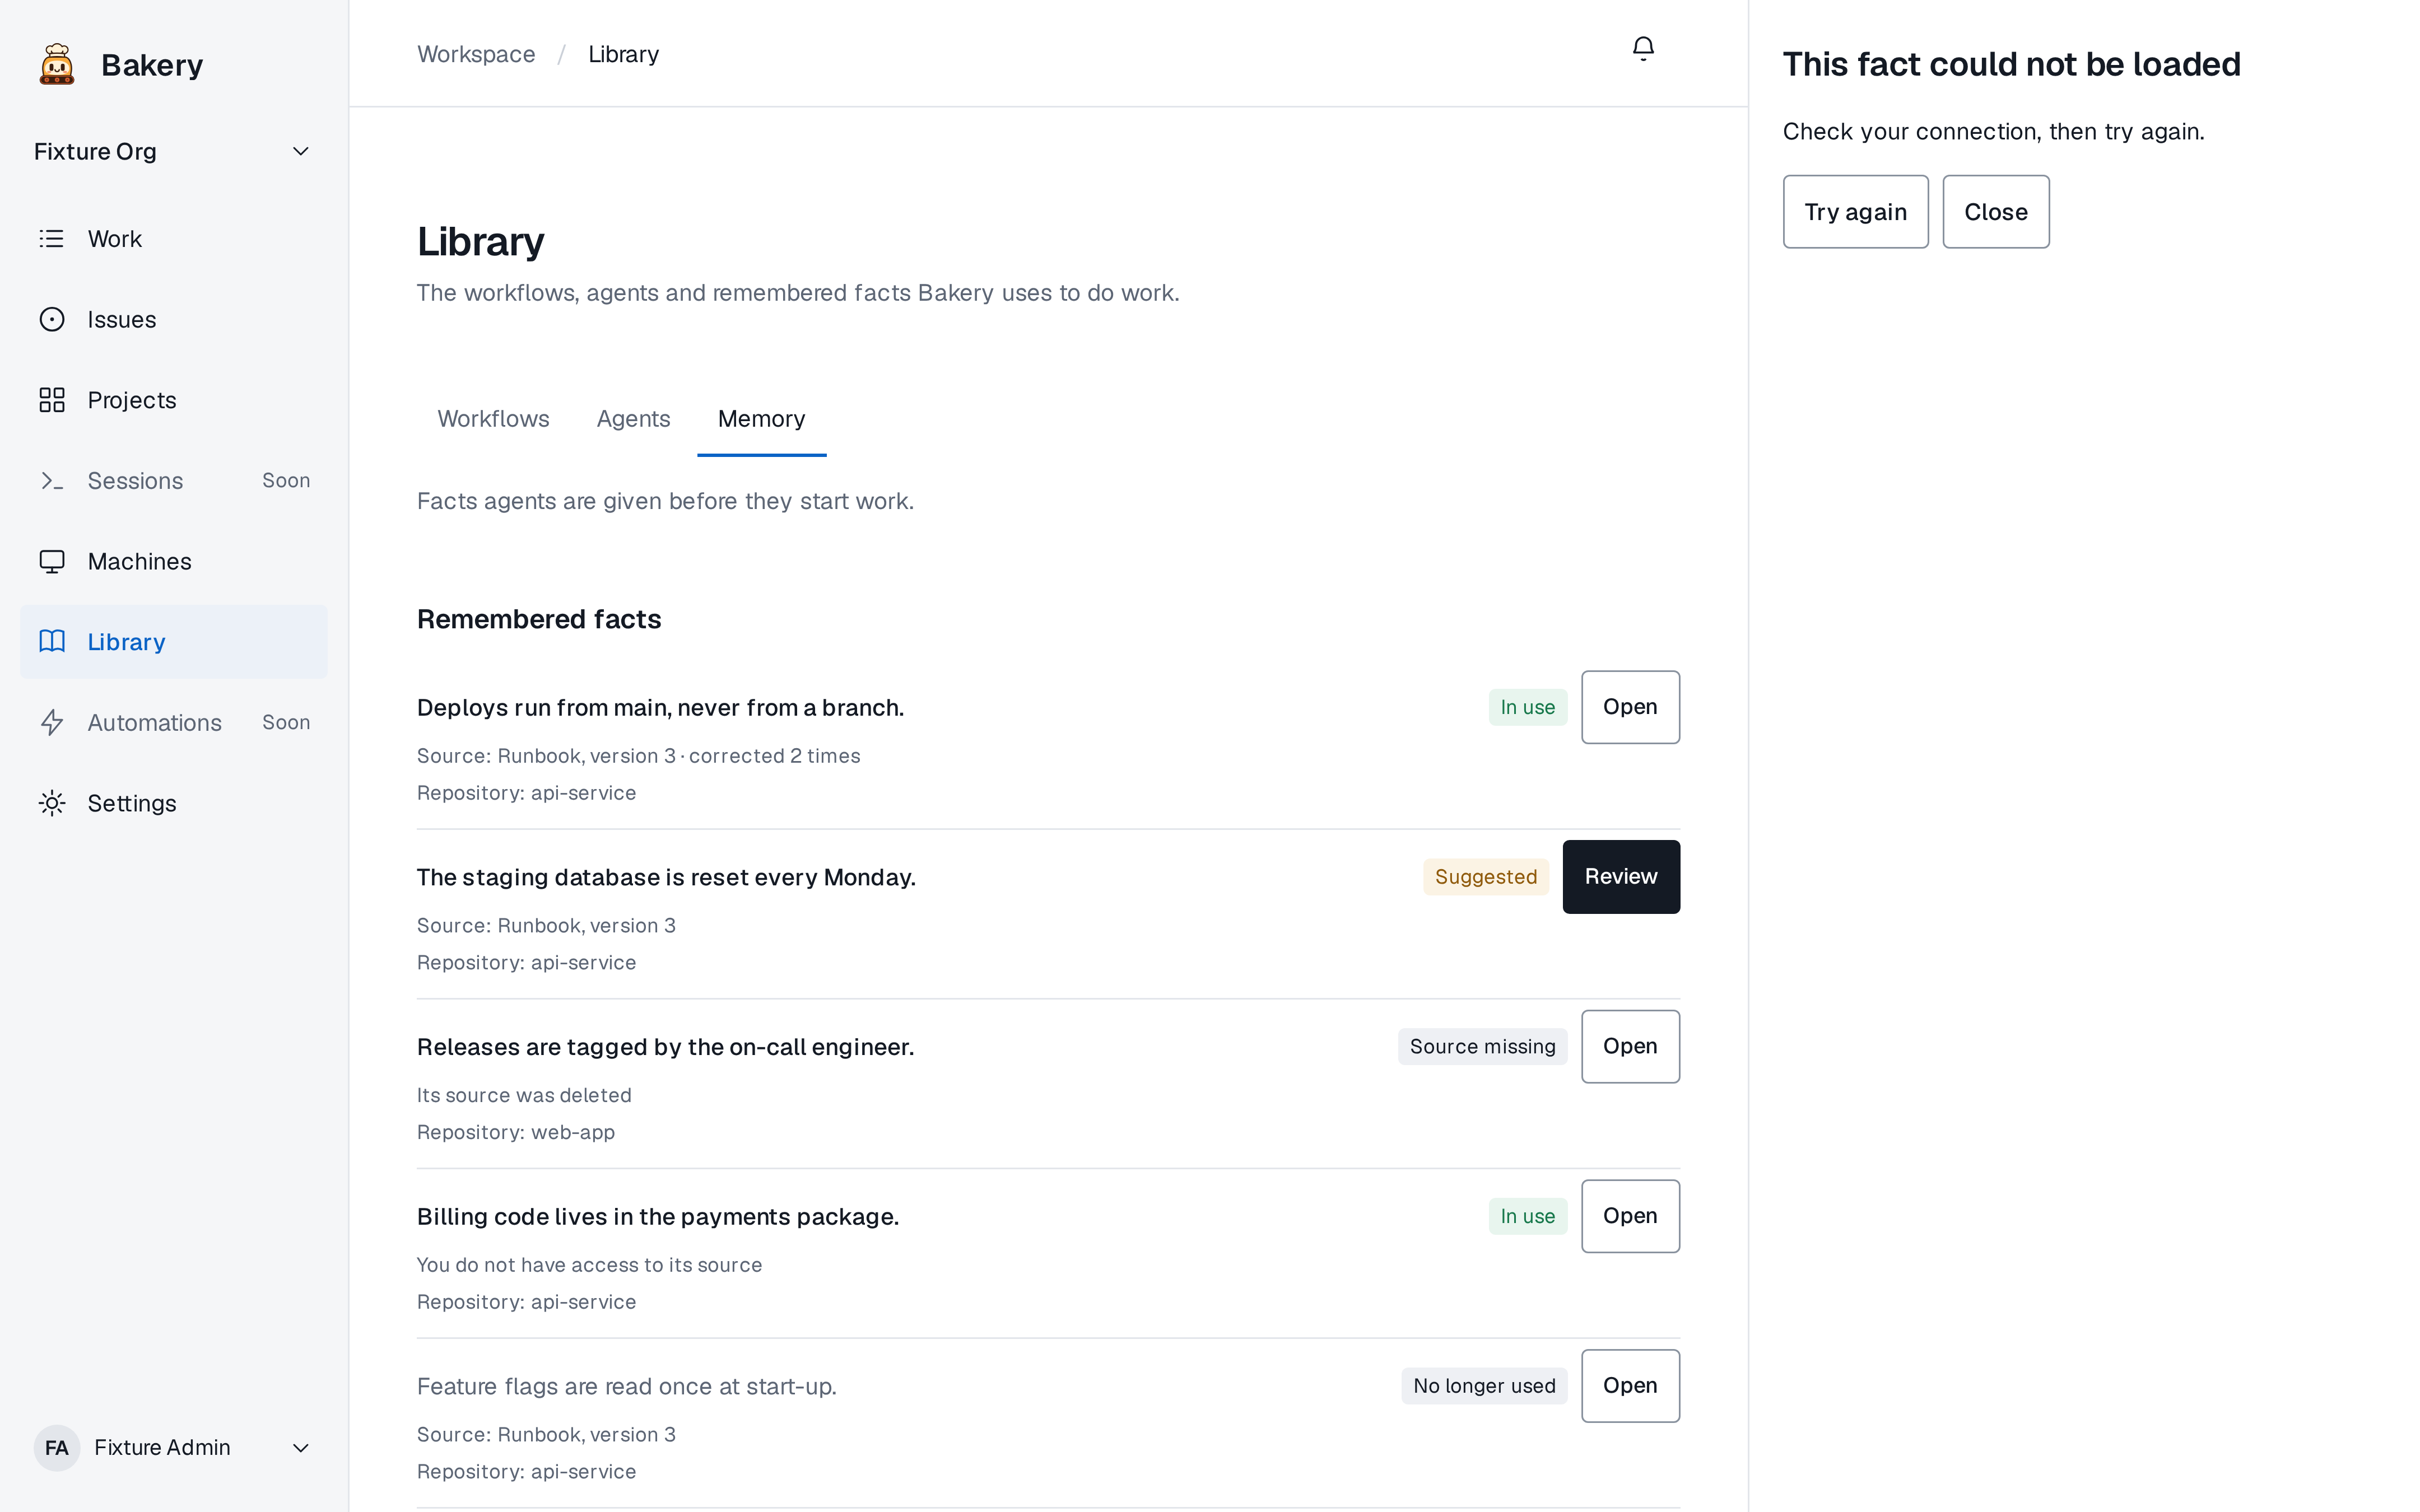 Bakery
Fixture Org
Work
Issues
Projects
Sessions Soon
Machines
Library
Automations Soon
Settings
FA Fixture Admin
Workspace / Library
Library
The workflows, agents and remembered facts Bakery uses to do work.
Workflows Agents Memory
Facts agents are given before they start work.
Remembered facts
Deploys run from main, never from a branch. In use Open
Source: Runbook, version 3 · corrected 2 times
Repository: api-service
The staging database is reset every Monday. Suggested Review
Source: Runbook, version 3
Repository: api-service
Releases are tagged by the on-call engineer. Source missing Open
Its source was deleted
Repository: web-app
Billing code lives in the payments package. In use Open
You do not have access to its source
Repository: api-service
Feature flags are read once at start-up. No longer used Open
Source: Runbook, version 3
Repository: api-service
This fact could not be loaded
Check your connection, then try again.
Try again Close